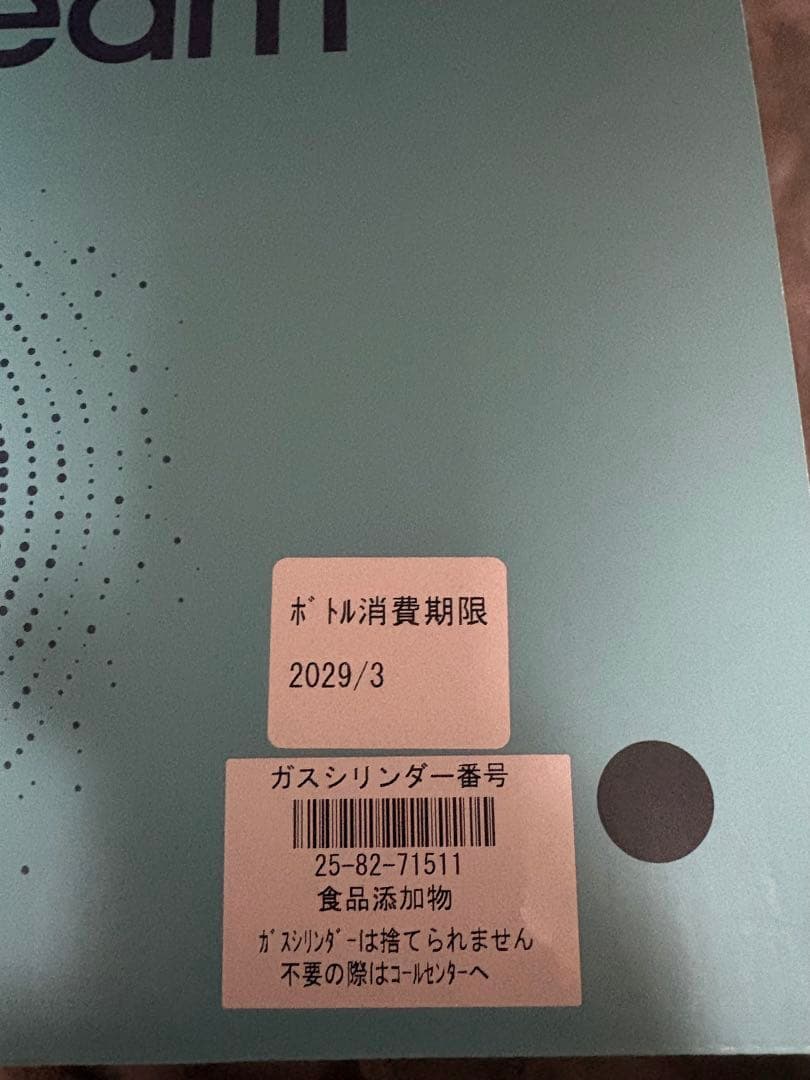 eam
ボトル消費期限
2029/3
ガスシリンダー番号
25-82-71511
食品添加物
ガスシリンダーは捨てられません
不要の際はコールセンターへ